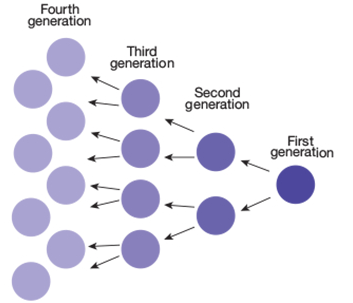 Fourth
generation
Third
generation
Second
generation
First
generation